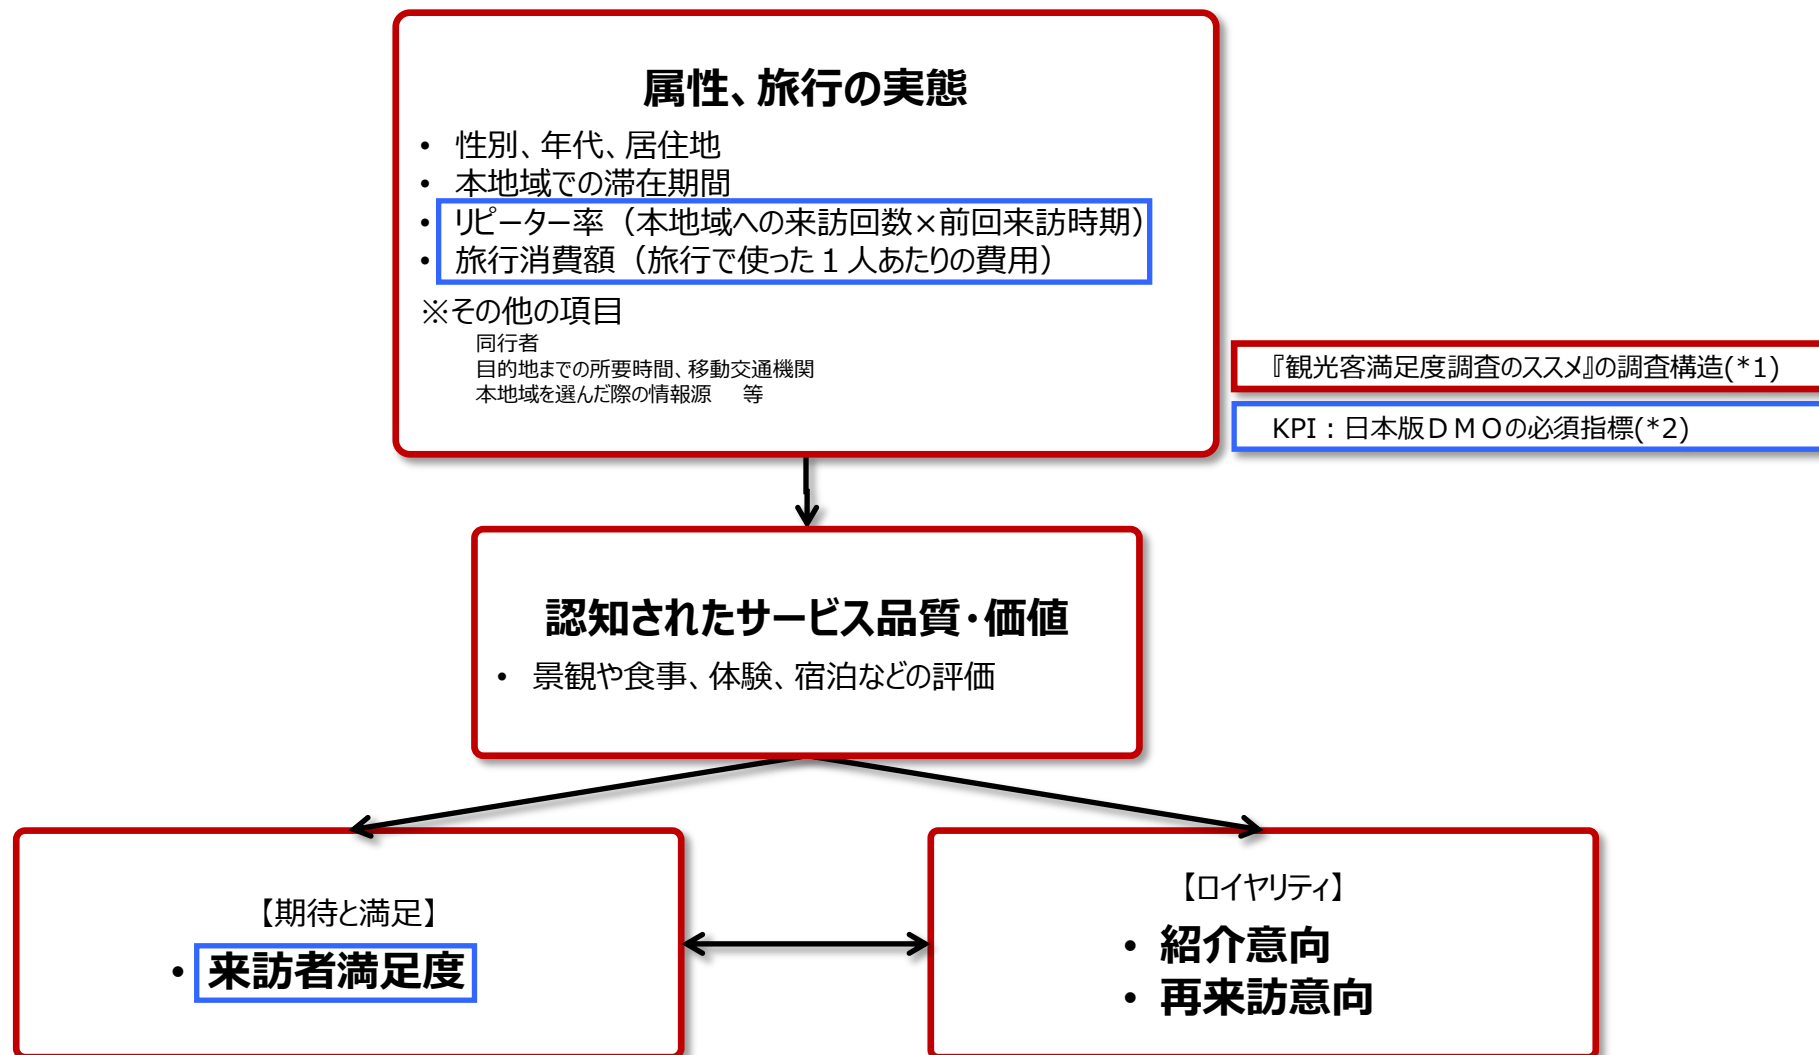 属性、旅行の実態
• 性別、年代、居住地
• 本地域での滞在期間
• リピーター率（本地域への来訪回数×前回来訪時期）
• 旅行消費額（旅行で使った１人あたりの費用）
※その他の項目
同行者
目的地までの所要時間、移動交通機関
本地域を選んだ際の情報源　等
『観光客満足度調査のススメ』の調査構造(*1)
KPI：日本版ＤＭＯの必須指標(*2)
認知されたサービス品質・価値
• 景観や食事、体験、宿泊などの評価
【期待と満足】
• 来訪者満足度
【ロイヤリティ】
• 紹介意向
• 再来訪意向